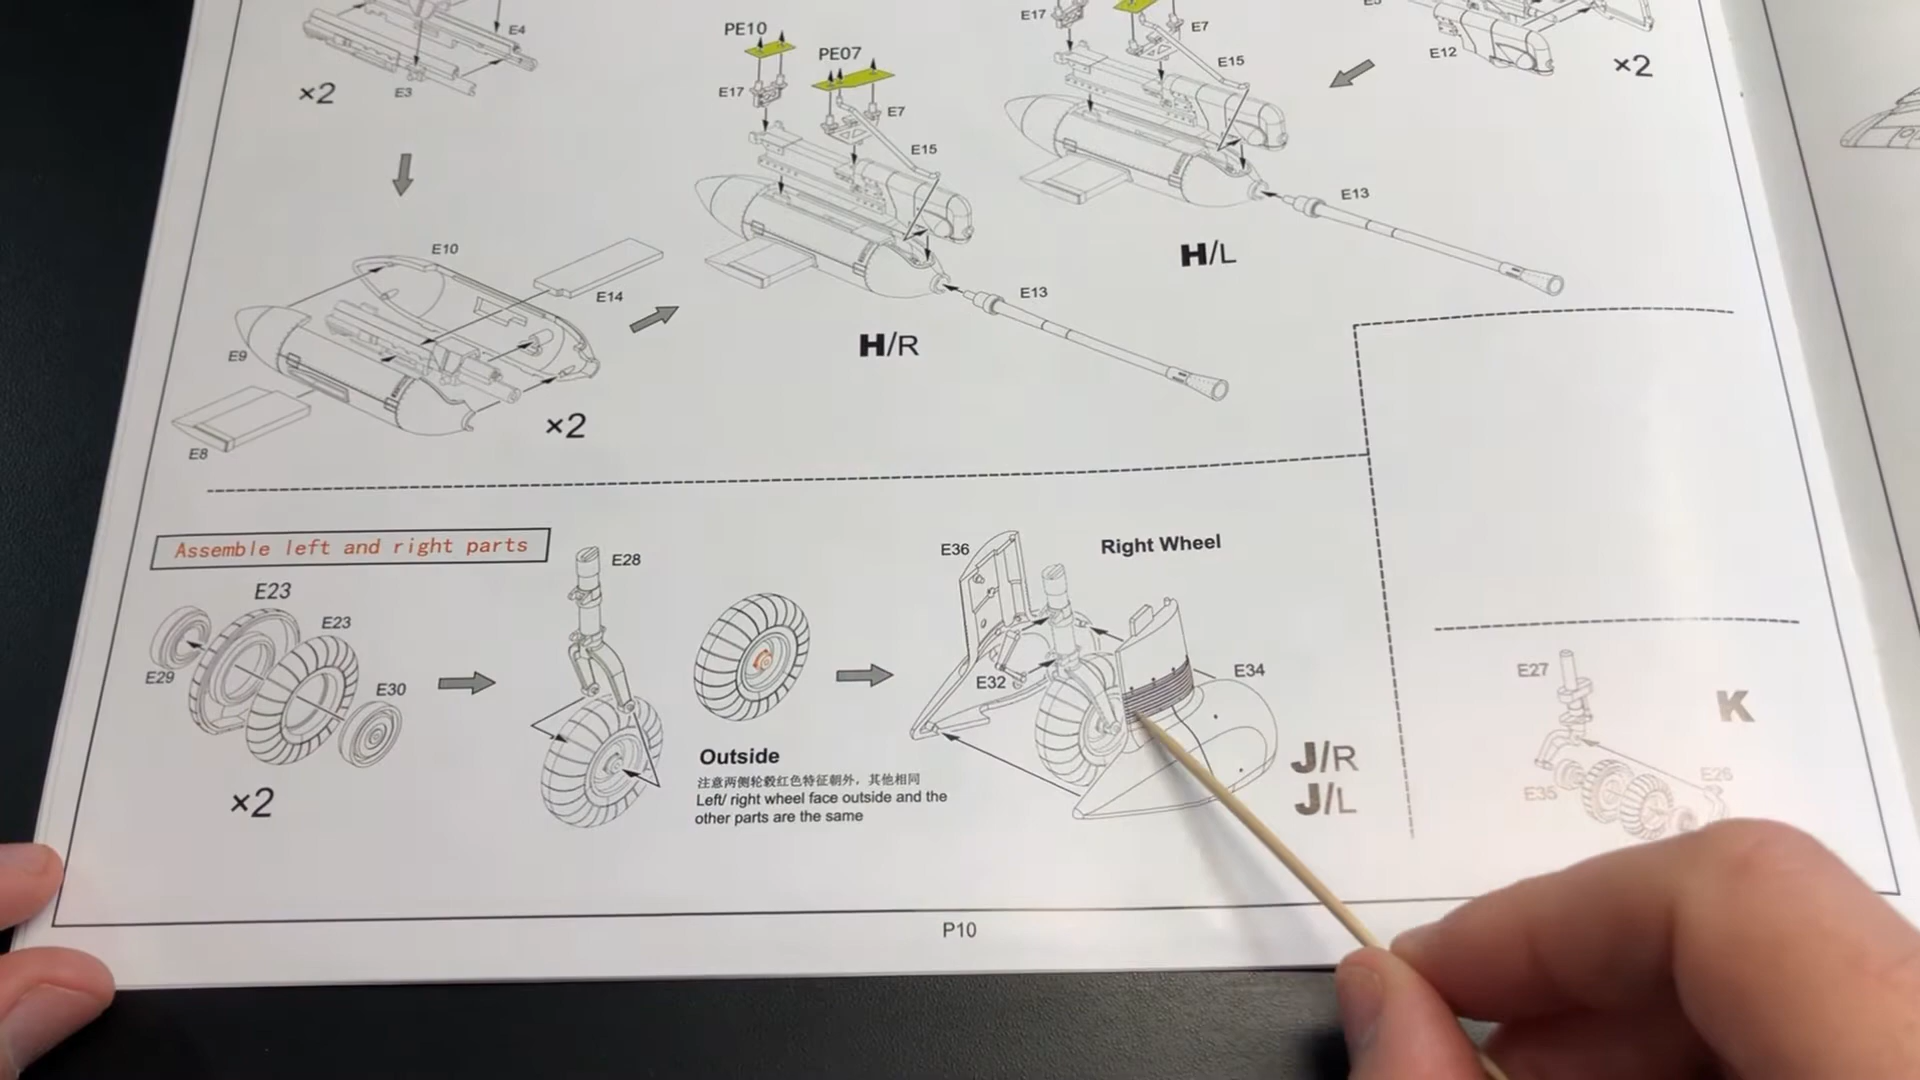 E4
×2
E3
PE10
PE07
E17
E7
E15
E13
H/R
E17
E7
E15
E13
H/L
E12
×2
E10
E14
E9
E8
×2
Assemble left and right parts
E23
E23
E29
E30
×2
E28
Outside
注意两侧轮毂红色特征朝外，其他相同
Left/ right wheel face outside and the
other parts are the same
E36
Right Wheel
E32
E34
J/R
J/L
E27
K
E35
E26
P10